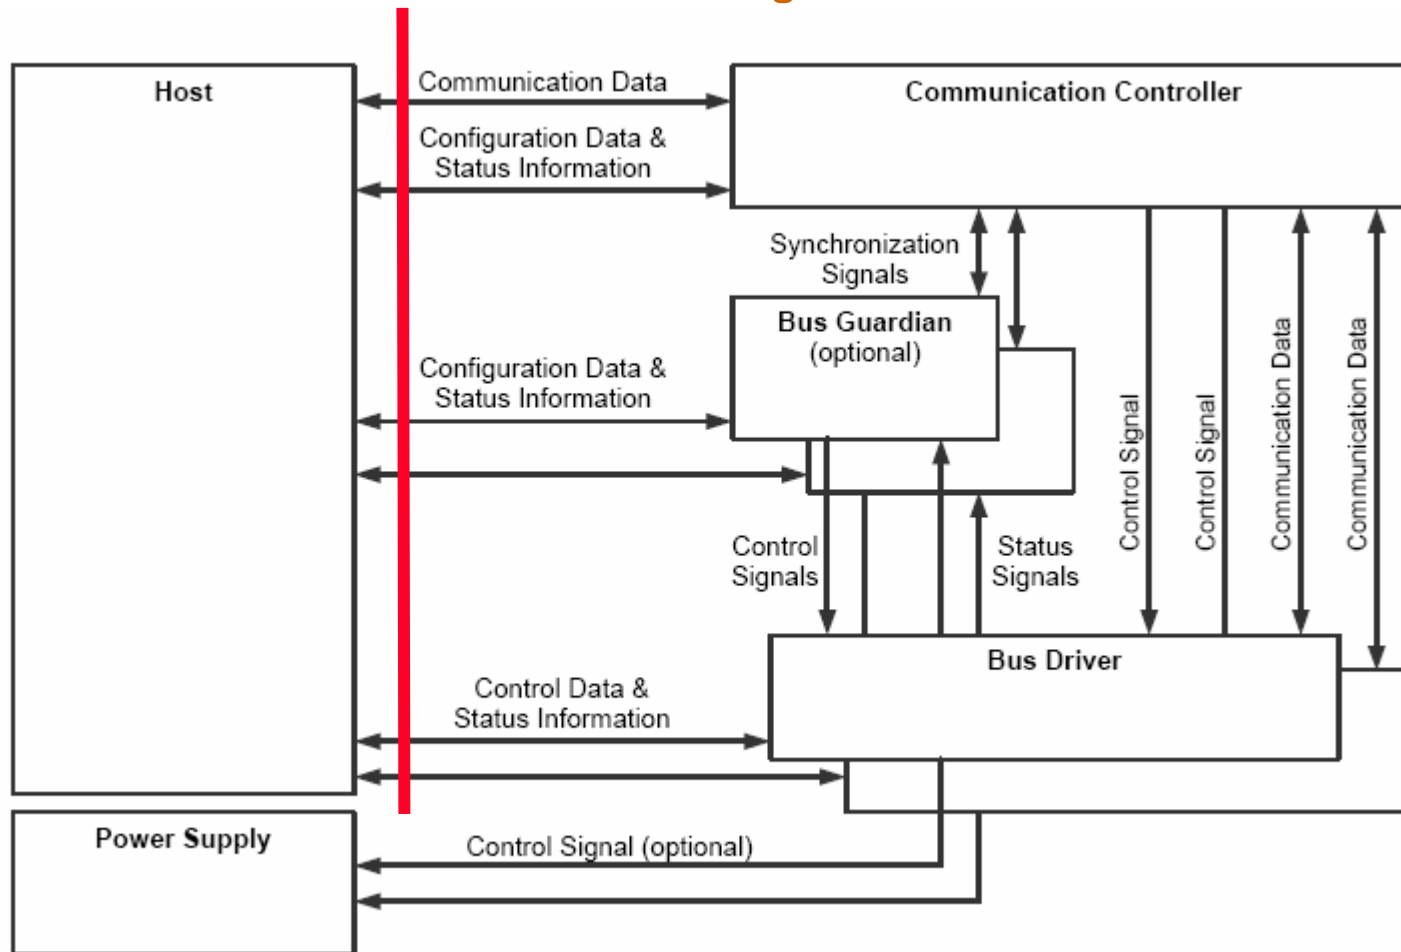 Host
Communication Data
Communication Controller
Configuration Data &
Status Information
Synchronization
Signals
Bus Guardian
(optional)
Configuration Data &
Status Information
Control
Signals
Status
Signals
Control Signal
Control Signal
Communication Data
Communication Data
Bus Driver
Control Data &
Status Information
Power Supply
Control Signal (optional)